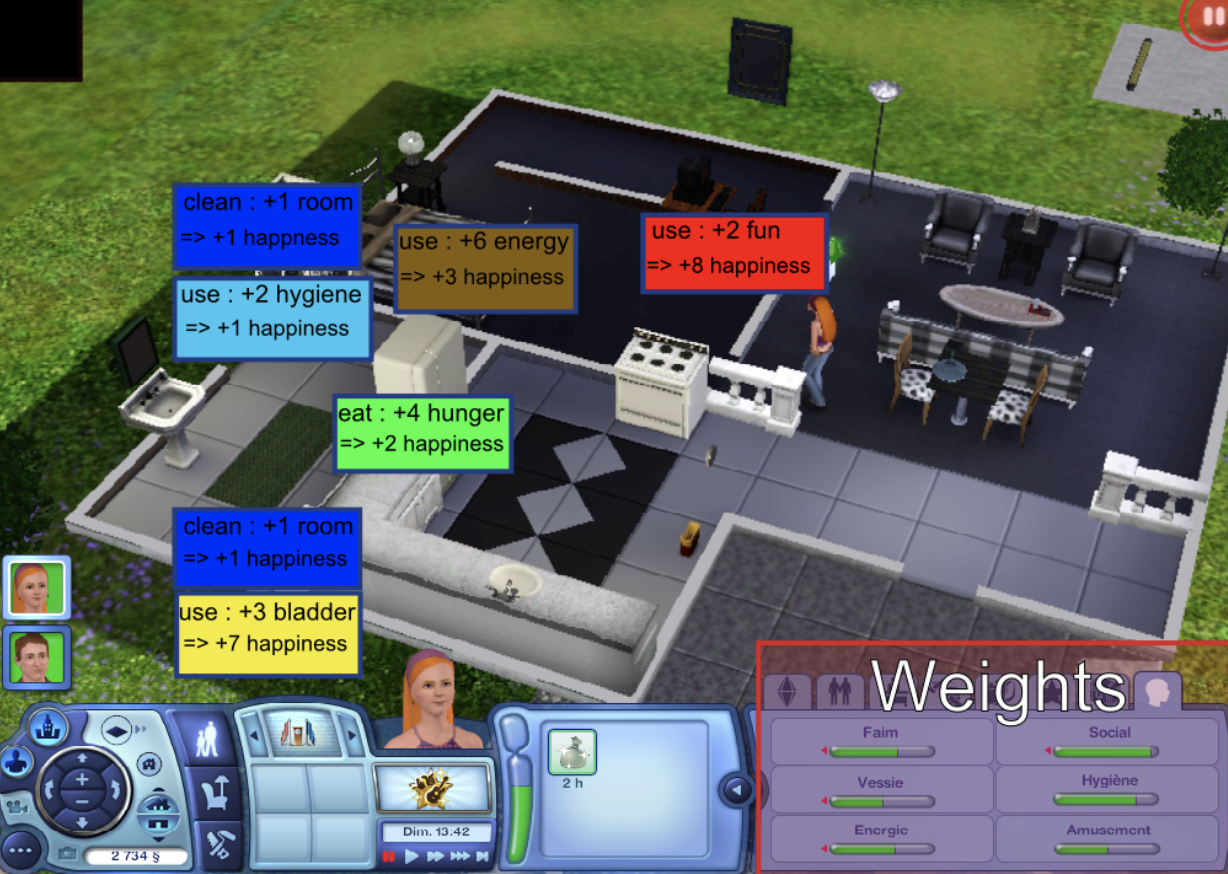 clean : +1 room
=> +1 happness
use : +2 hygiene
=> +1 happiness
use : +6 energy
=> +3 happiness
use : +2 fun
=> +8 happiness
eat : +4 hunger
=> +2 happiness
clean : +1 room
=> +1 happiness
use : +3 bladder
=> +7 happiness
Weights
Faim
Social
Vessie
Hygiène
Energie
Amusement
2 h
Dim. 13:42
2 734 §